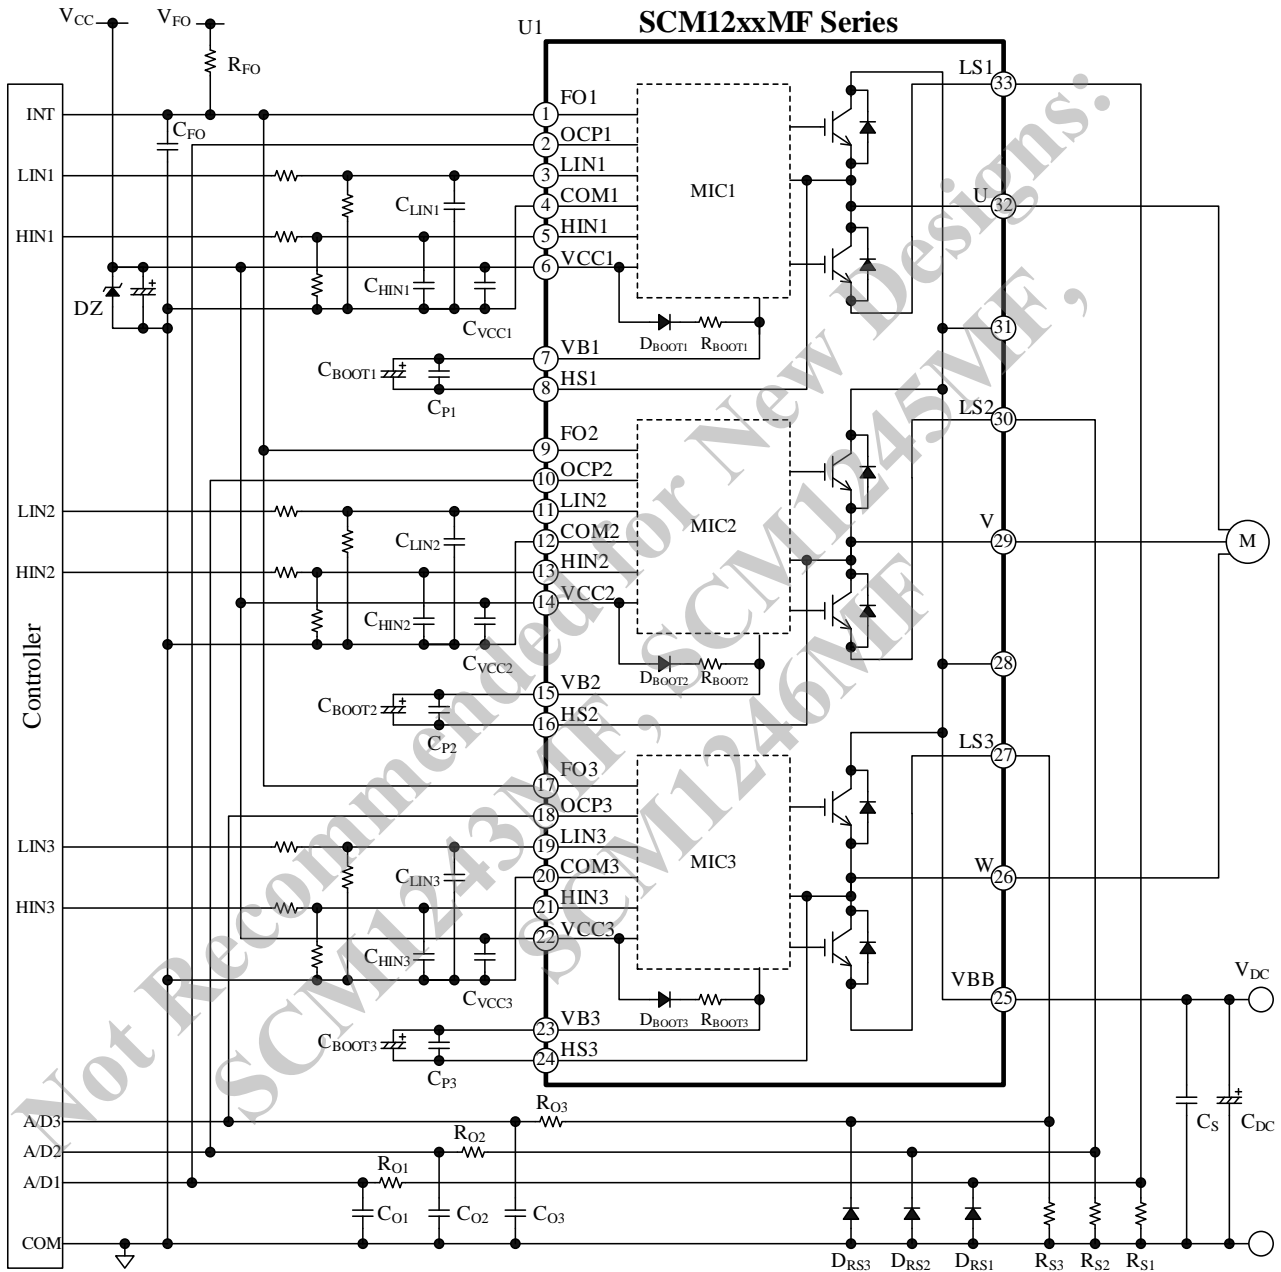 SCM12xxMF Series
VCC
VFO
U1
RFO
LS1
33
INT
CFO
1
FO1
2
OCP1
LIN1
3
LIN1
CLIN1
4
COM1
MIC1
U
32
HIN1
5
HIN1
6
VCC1
CHIN1
DZ
CVCC1
DBOOT1
RBOOT1
31
7
VB1
CBOOT1
8
HS1
CP1
LS2
30
9
FO2
10
OCP2
LIN2
11
LIN2
CLIN2
12
COM2
MIC2
V
29
M
HIN2
13
HIN2
14
VCC2
CHIN2
CVCC2
DBOOT2
RBOOT2
28
Controller
15
VB2
CBOOT2
16
HS2
CP2
LS3
27
17
FO3
18
OCP3
LIN3
19
LIN3
CLIN3
20
COM3
MIC3
W
26
HIN3
21
HIN3
22
VCC3
CHIN3
CVCC3
DBOOT3
RBOOT3
VBB
25
VDC
23
VB3
CBOOT3
24
HS3
CP3
A/D3
RO3
CS
CDC
A/D2
RO2
A/D1
RO1
CO1
CO2
CO3
COM
DRS3
DRS2
DRS1
RS3
RS2
RS1
Not Recommended for New Designs:
SCM1243MF, SCM1245MF,
SCM1246MF